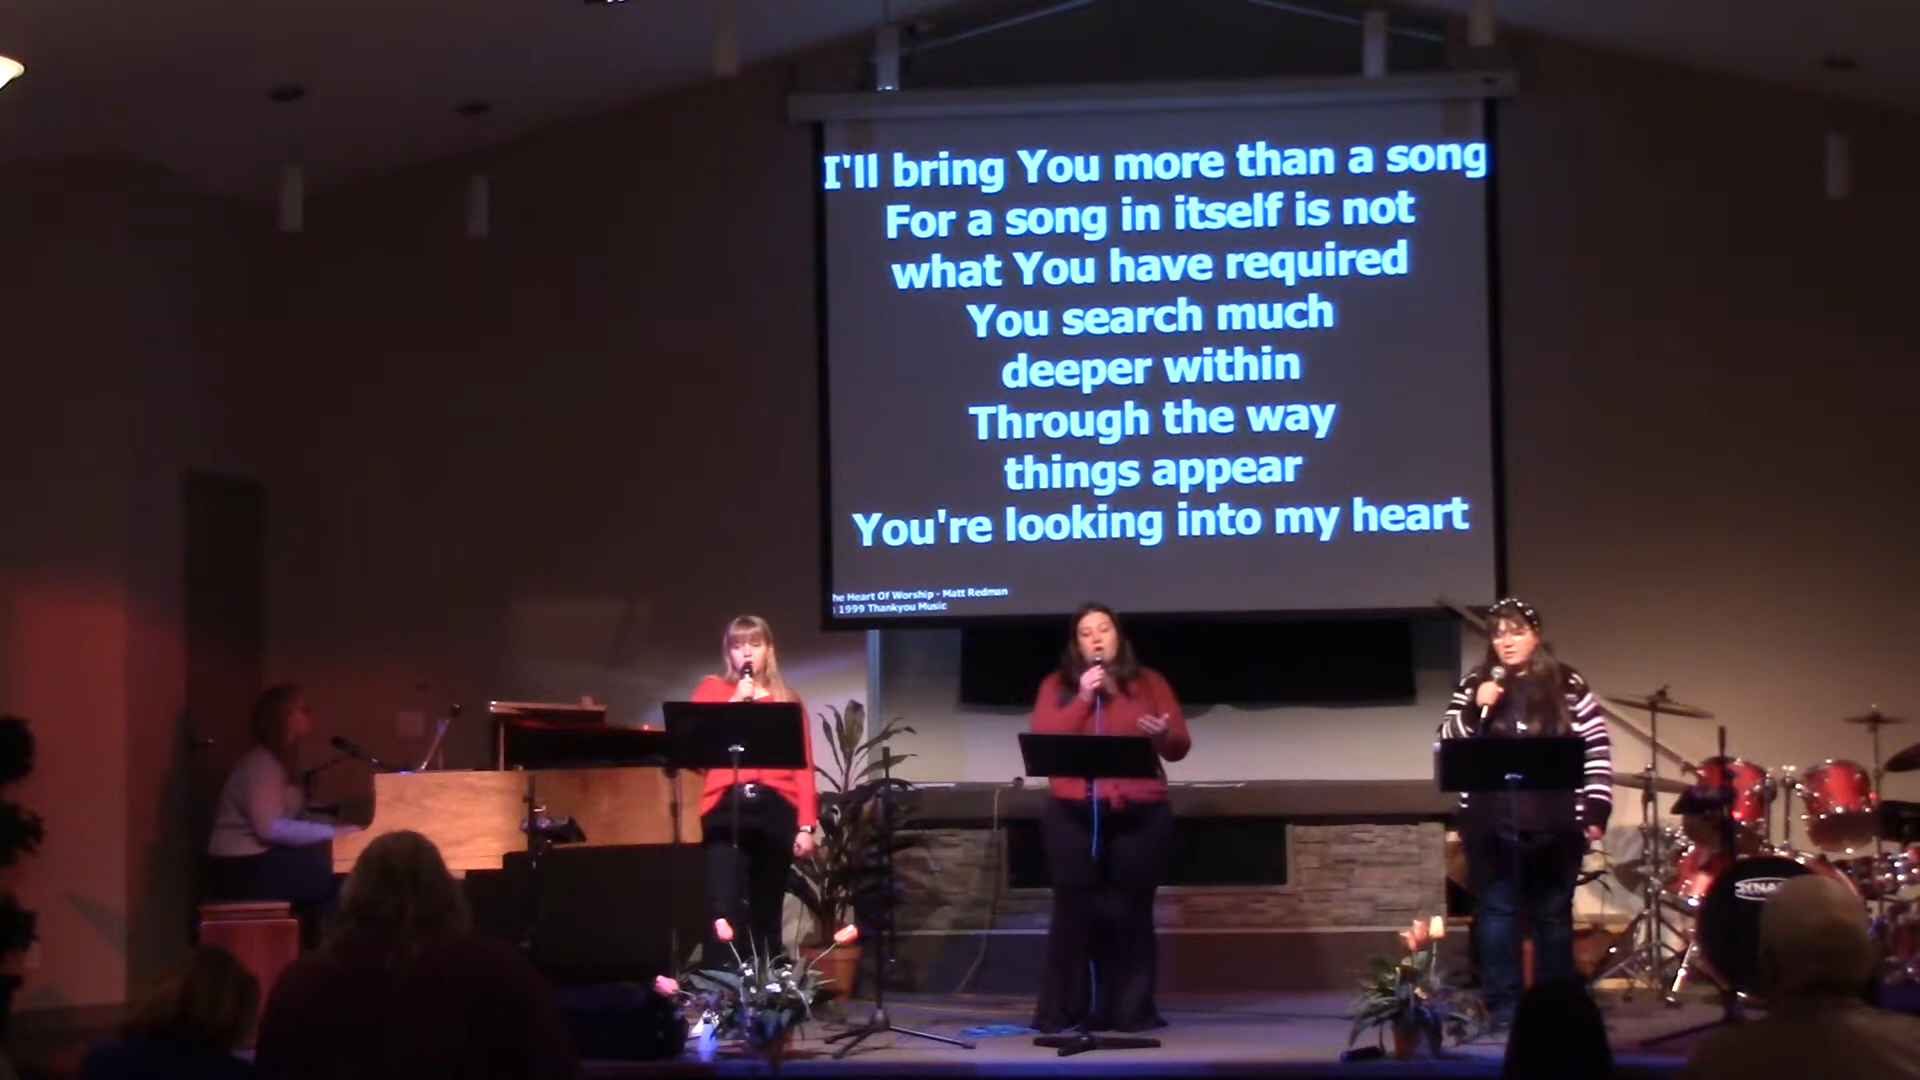 I'll bring You more than a song
For a song in itself is not
what You have required
You search much
deeper within
Through the way
things appear
You're looking into my heart
he Heart Of Worship - Matt Redman
1999 Thankyou Music